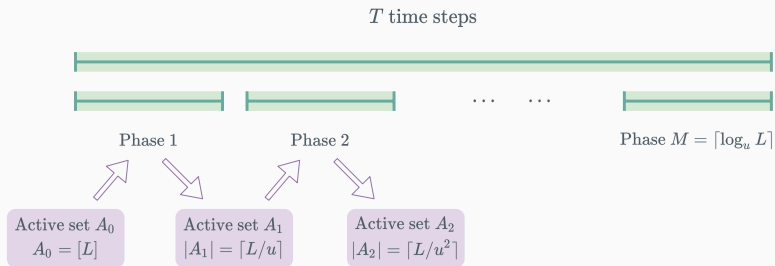 T time steps
... ...
Phase 1
Phase 2
Phase M = ⌈log_u L⌉
Active set A_0
A_0 = [L]
Active set A_1
|A_1| = ⌈L/u⌉
Active set A_2
|A_2| = ⌈L/u^2⌉